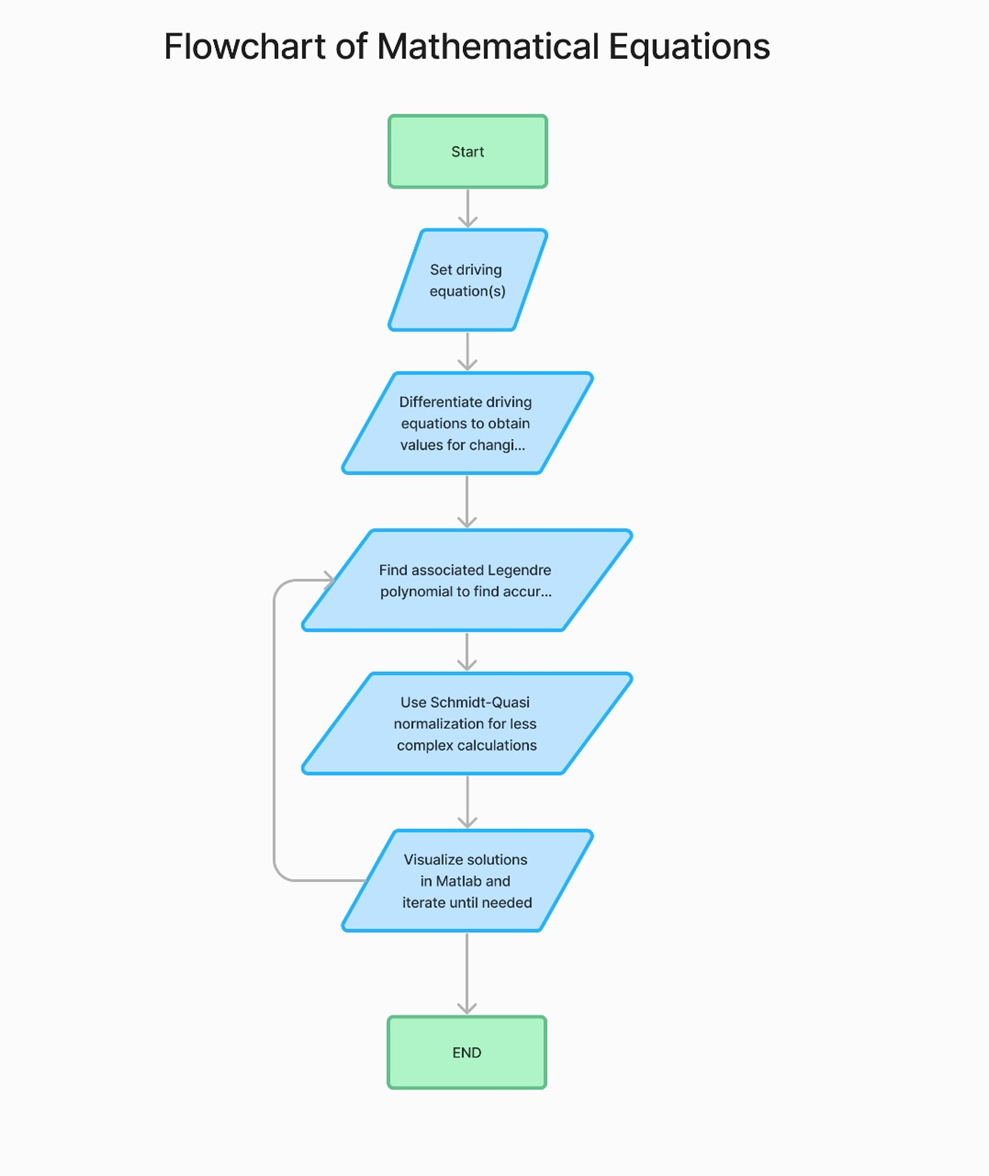 Flowchart of Mathematical Equations
Start
Set driving
equation(s)
Differentiate driving
equations to obtain
values for changi...
Find associated Legendre
polynomial to find accur...
Use Schmidt-Quasi
normalization for less
complex calculations
Visualize solutions
in Matlab and
iterate until needed
END